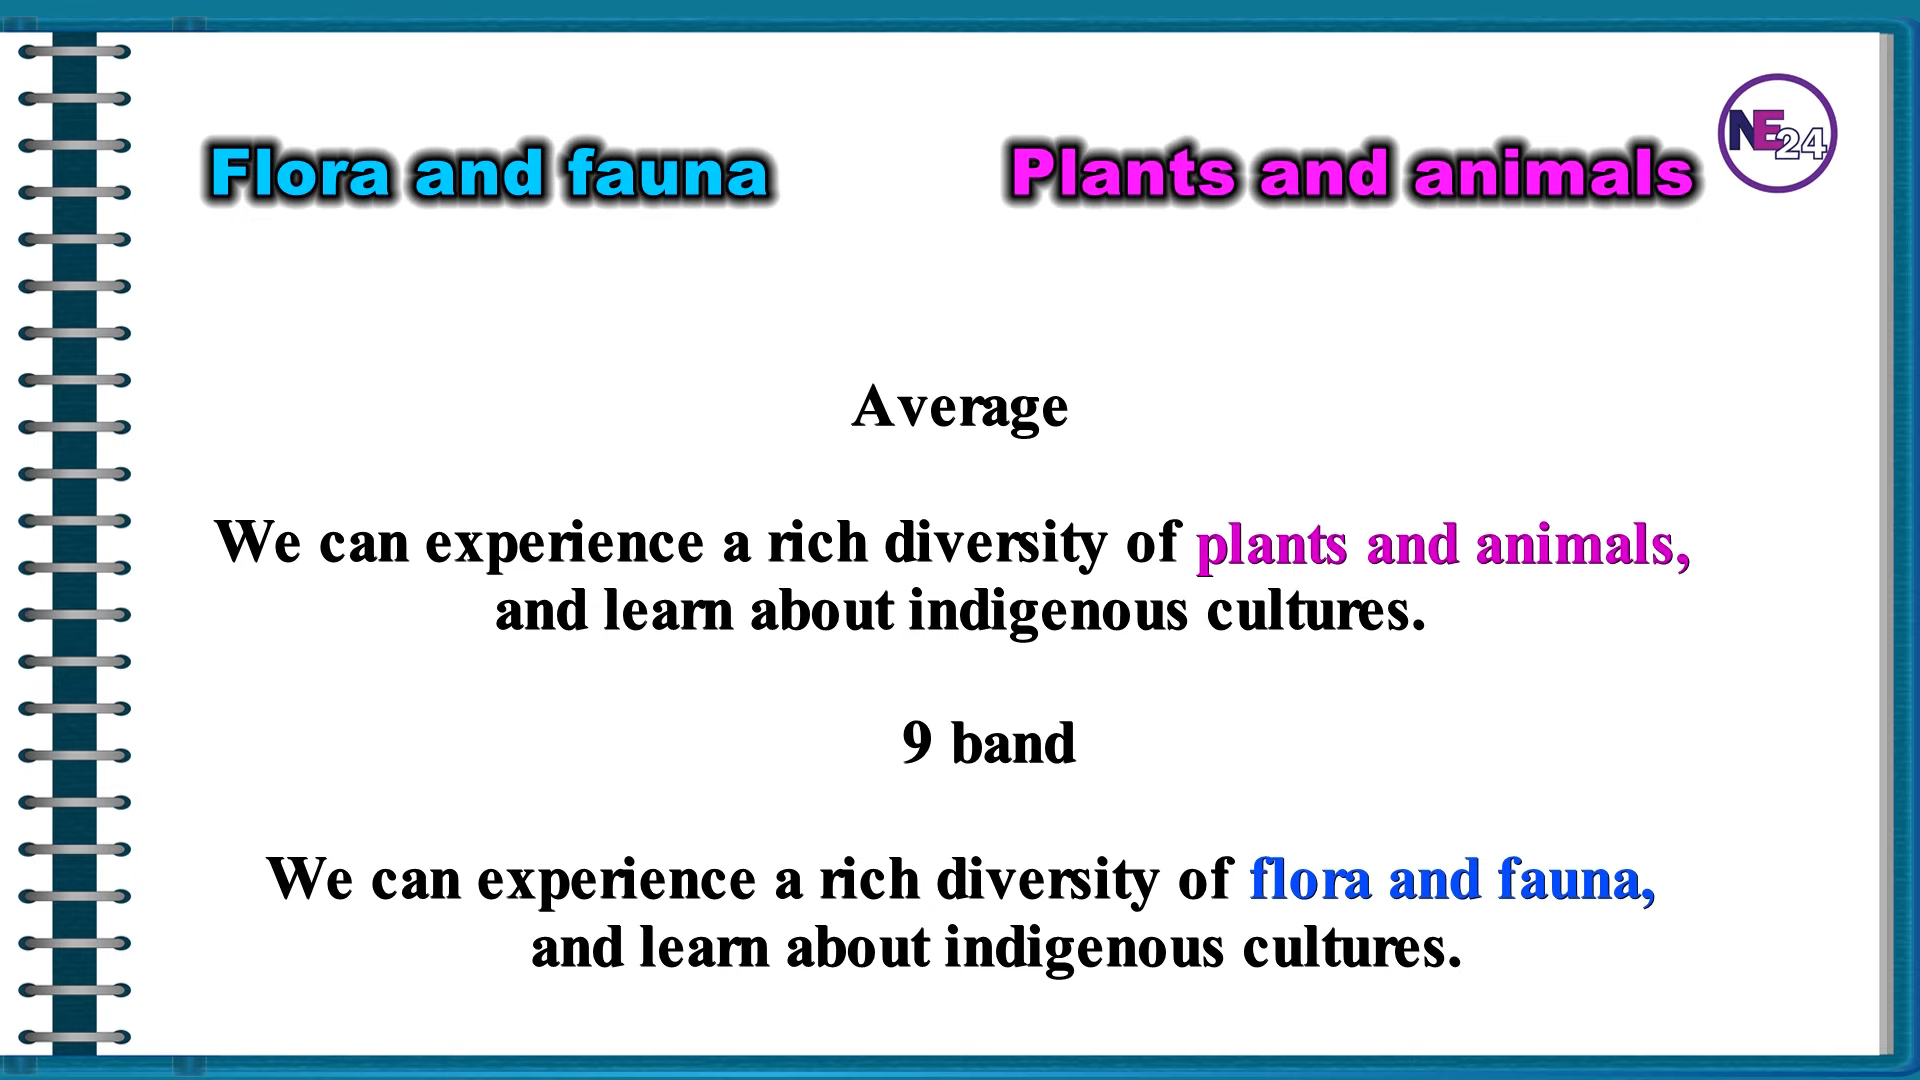 Flora and fauna
Plants and animals
NE24
Average
We can experience a rich diversity of plants and animals,
and learn about indigenous cultures.
9 band
We can experience a rich diversity of flora and fauna,
and learn about indigenous cultures.